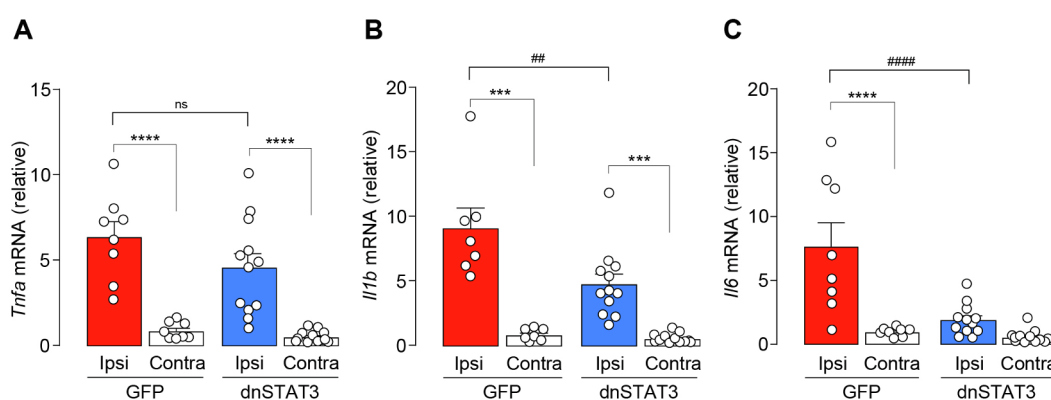 A
Tnfa mRNA (relative)
15
10
5
0
ns
****
****
Ipsi Contra Ipsi Contra
GFP dnSTAT3
B
Il1b mRNA (relative)
20
15
10
5
0
##
***
***
Ipsi Contra Ipsi Contra
GFP dnSTAT3
C
Il6 mRNA (relative)
20
15
10
5
0
####
****
Ipsi Contra Ipsi Contra
GFP dnSTAT3